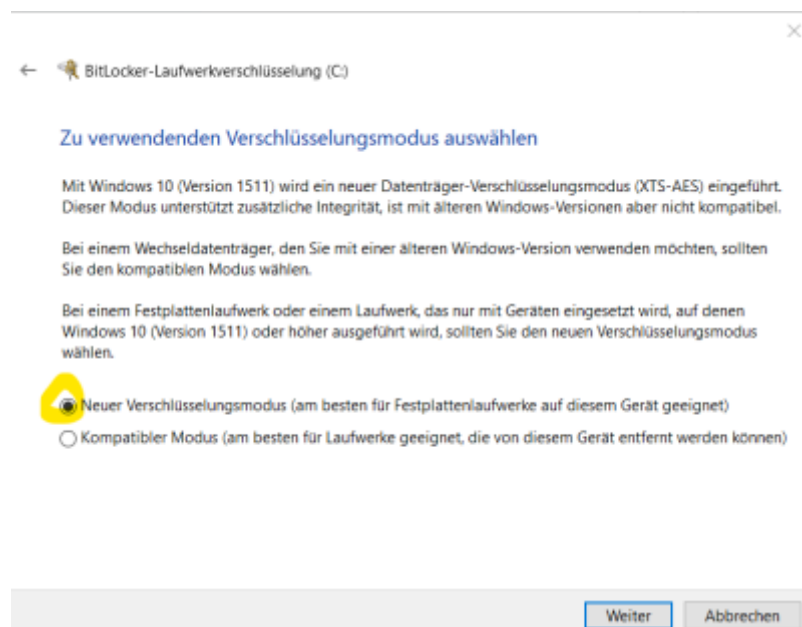 BitLocker-Laufwerkverschlüsselung (C:)
Zu verwendenden Verschlüsselungsmodus auswählen
Mit Windows 10 (Version 1511) wird ein neuer Datenträger-Verschlüsselungsmodus (XTS-AES) eingeführt.
Dieser Modus unterstützt zusätzliche Integrität, ist mit älteren Windows-Versionen aber nicht kompatibel.
Bei einem Wechseldatenträger, den Sie mit einer älteren Windows-Version verwenden möchten, sollten
Sie den kompatiblen Modus wählen.
Bei einem Festplattenlaufwerk oder einem Laufwerk, das nur mit Geräten eingesetzt wird, auf denen
Windows 10 (Version 1511) oder höher ausgeführt wird, sollten Sie den neuen Verschlüsselungsmodus
wählen.
Neuer Verschlüsselungsmodus (am besten für Festplattenlaufwerke auf diesem Gerät geeignet)
Kompatibler Modus (am besten für Laufwerke geeignet, die von diesem Gerät entfernt werden können)
Weiter Abbrechen